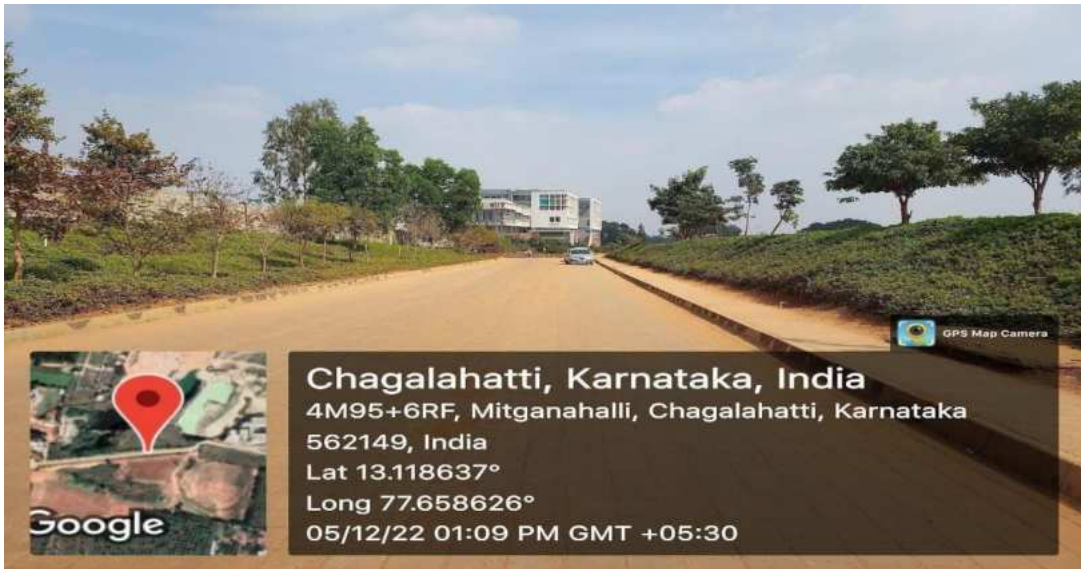 GPS Map Camera
Chagalahatti, Karnataka, India
4M95+6RF, Mitganahalli, Chagalahatti, Karnataka
562149, India
Lat 13.118637°
Long 77.658626°
05/12/22 01:09 PM GMT +05:30
Google